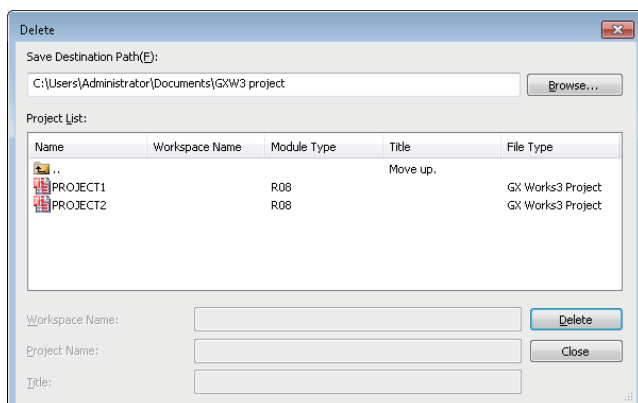 Delete
Save Destination Path(F):
C:\Users\Administrator\Documents\GXW3 project
Browse...
Project List:
Name Workspace Name Module Type Title File Type
.. Move up.
PROJECT1 R08 GX Works3 Project
PROJECT2 R08 GX Works3 Project
Workspace Name:
Delete
Project Name:
Close
Title: